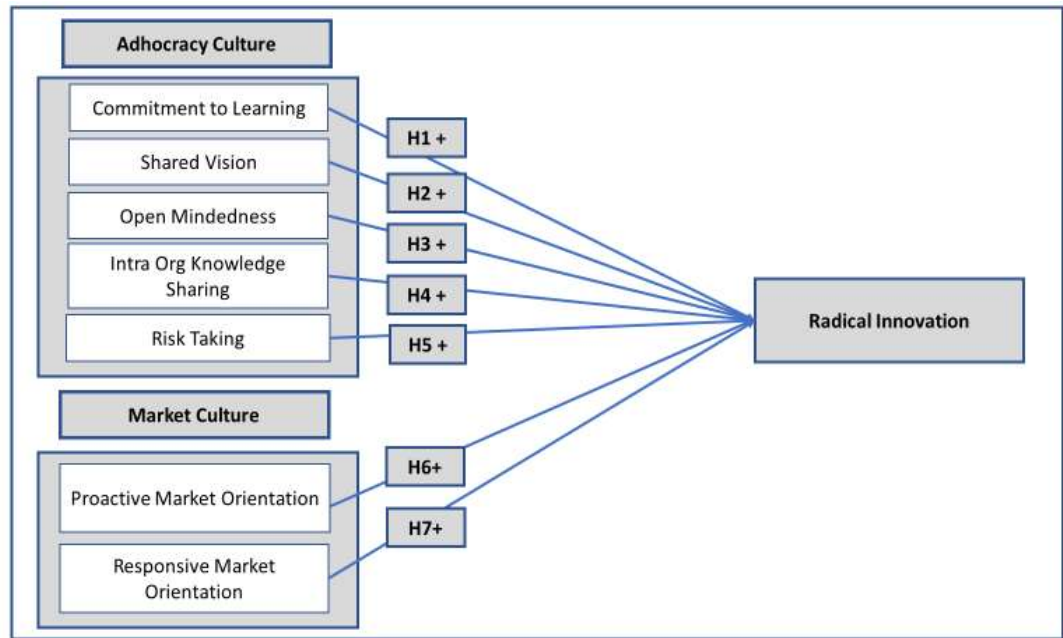 Adhocracy Culture
Commitment to Learning
H1 +
Shared Vision
H2 +
Open Mindedness
H3 +
Intra Org Knowledge
Sharing
H4 +
Risk Taking
H5 +
Radical Innovation
Market Culture
H6+
Proactive Market Orientation
H7+
Responsive Market
Orientation